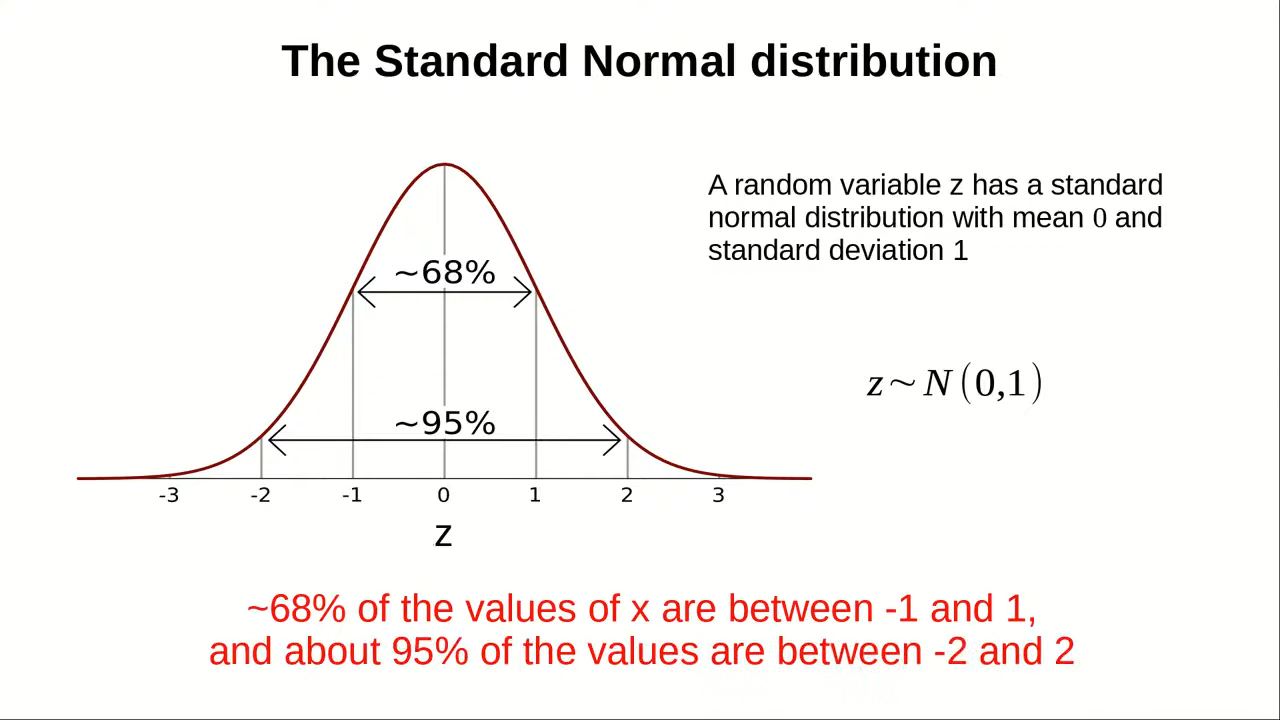 The Standard Normal distribution
A random variable z has a standard
normal distribution with mean 0 and
standard deviation 1
~68%
z ~ N (0,1)
~95%
-3 -2 -1 0 1 2 3
z
~68% of the values of x are between -1 and 1,
and about 95% of the values are between -2 and 2